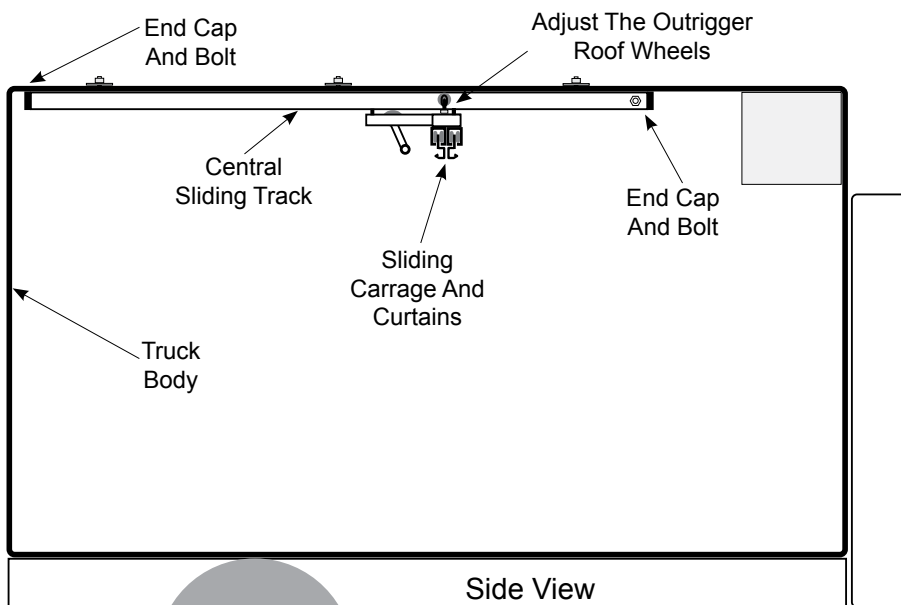 End Cap
And Bolt
Adjust The Outrigger
Roof Wheels
Central
Sliding Track
End Cap
And Bolt
Sliding
Carrage And
Curtains
Truck
Body
Side View